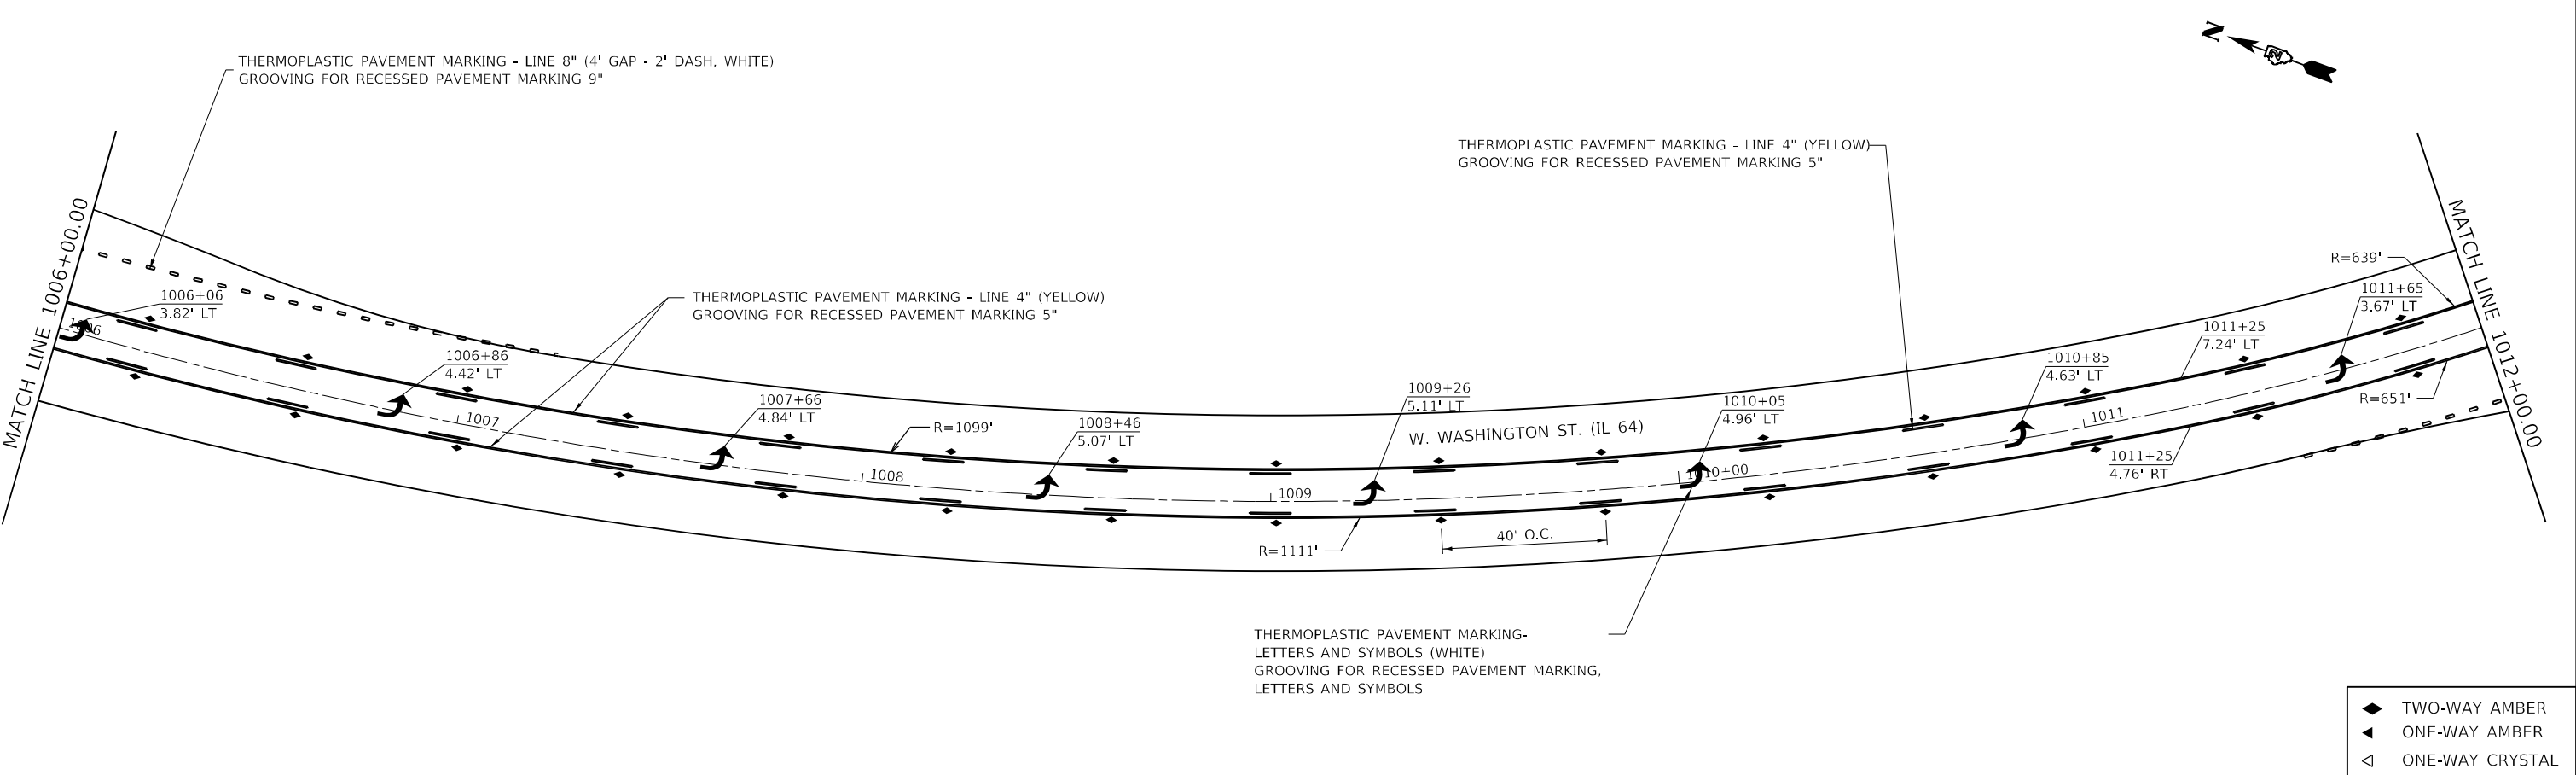 THERMOPLASTIC PAVEMENT MARKING - LINE 8" (4' GAP - 2' DASH, WHITE)
GROOVING FOR RECESSED PAVEMENT MARKING 9"
N
2
THERMOPLASTIC PAVEMENT MARKING - LINE 4" (YELLOW)
GROOVING FOR RECESSED PAVEMENT MARKING 5"
MATCH LINE 1006+00.00
1006
1006+06
3.82' LT
THERMOPLASTIC PAVEMENT MARKING - LINE 4" (YELLOW)
GROOVING FOR RECESSED PAVEMENT MARKING 5"
1006+86
4.42' LT
1007
1007+66
4.84' LT
R=1099'
1008
1008+46
5.07' LT
1009
1009+26
5.11' LT
W. WASHINGTON ST. (IL 64)
R=1111'
40' O.C.
1010+00
1010+05
4.96' LT
1010+85
4.63' LT
1011
1011+25
7.24' LT
1011+25
4.76' RT
1011+65
3.67' LT
R=639'
R=651'
MATCH LINE 1012+00.00
THERMOPLASTIC PAVEMENT MARKING-
LETTERS AND SYMBOLS (WHITE)
GROOVING FOR RECESSED PAVEMENT MARKING,
LETTERS AND SYMBOLS
TWO-WAY AMBER
ONE-WAY AMBER
ONE-WAY CRYSTAL